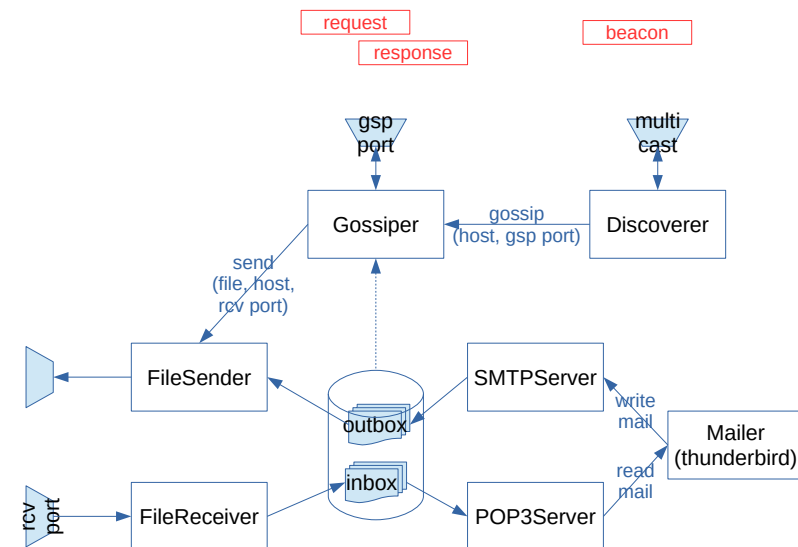 request
response
beacon
gsp
port
multi
cast
Gossiper
gossip
(host, gsp port)
Discoverer
send
(file, host,
rcv port)
FileSender
SMTPServer
outbox
write
mail
Mailer
(thunderbird)
read
mail
inbox
rcv
port
FileReceiver
POP3Server